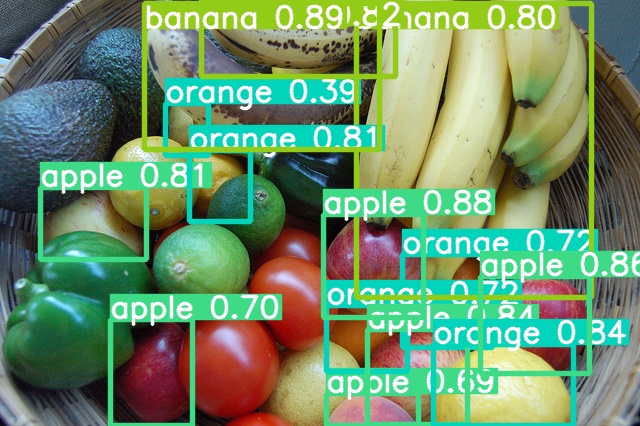 banana 0.89
0.82
banana 0.80
orange 0.39
orange 0.81
apple 0.81
apple 0.88
orange 0.72
apple 0.86
orange 0.72
apple 0.70
apple 0.84
orange 0.84
apple 0.69